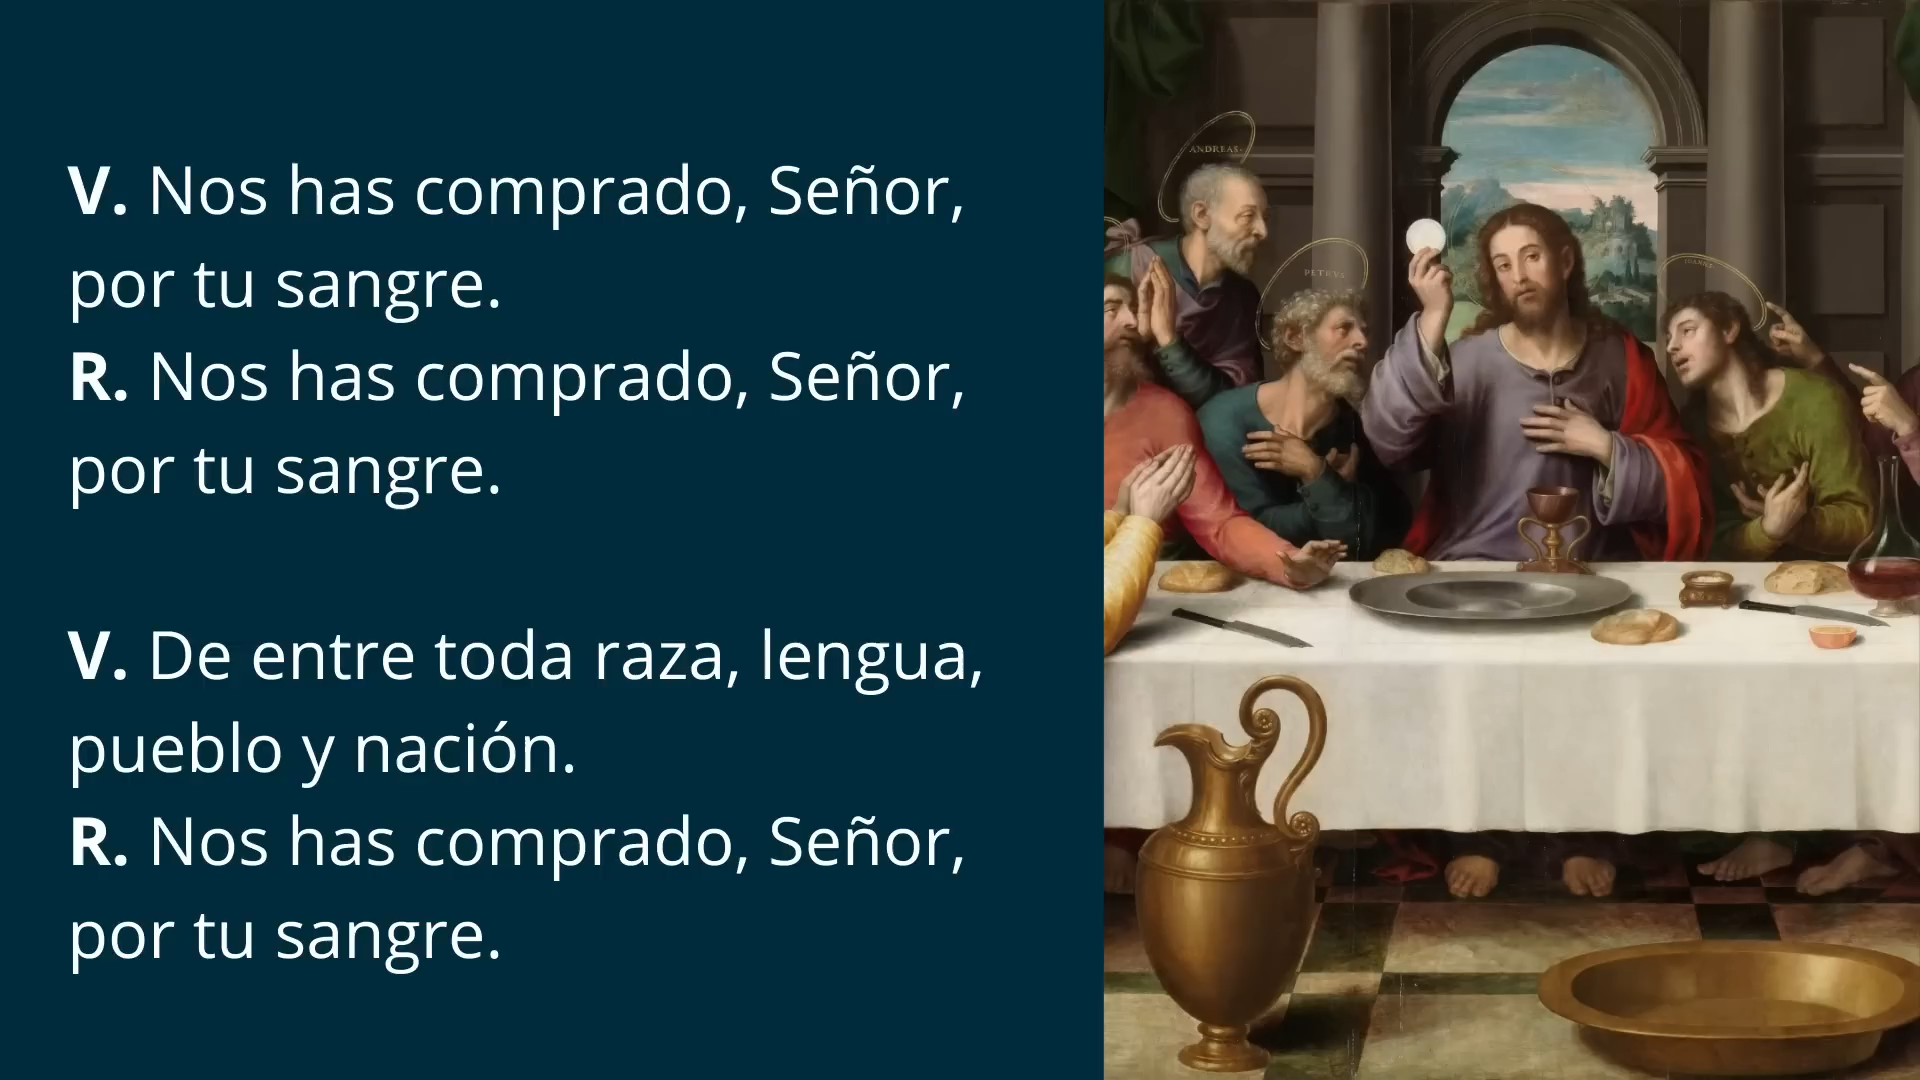 V. Nos has comprado, Señor,
por tu sangre.
R. Nos has comprado, Señor,
por tu sangre.
V. De entre toda raza, lengua,
pueblo y nación.
R. Nos has comprado, Señor,
por tu sangre.
ANDREAS·
PETRVS